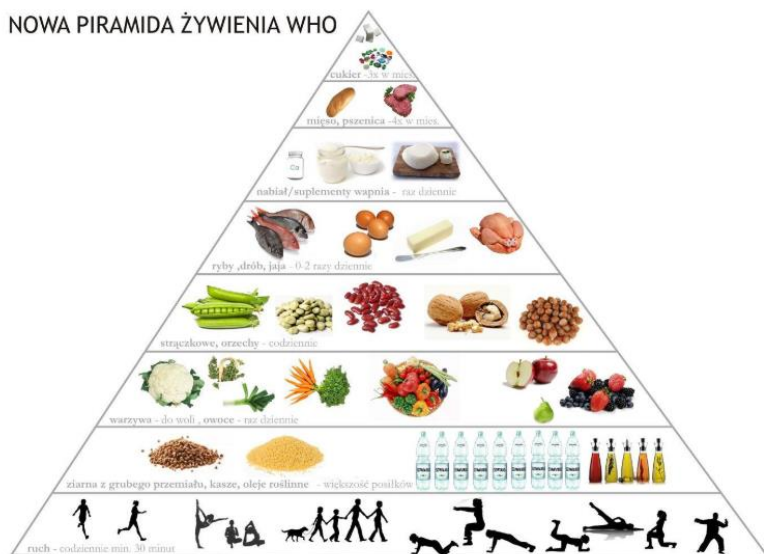 NOWA PIRAMIDA ŻYWIENIA WHO
cukier -3x w mies.
mięso, pszenica -4x w mies.
nabiał/suplementy wapnia - raz dziennie
ryby ,drób, jaja - 0-2 razy dziennie
strączkowe, orzechy - codziennie
warzywa - do woli , owoce - raz dziennie
ziarna z grubego przemiału, kasze, oleje roślinne - większość posiłków
ruch - codziennie min. 30 minut